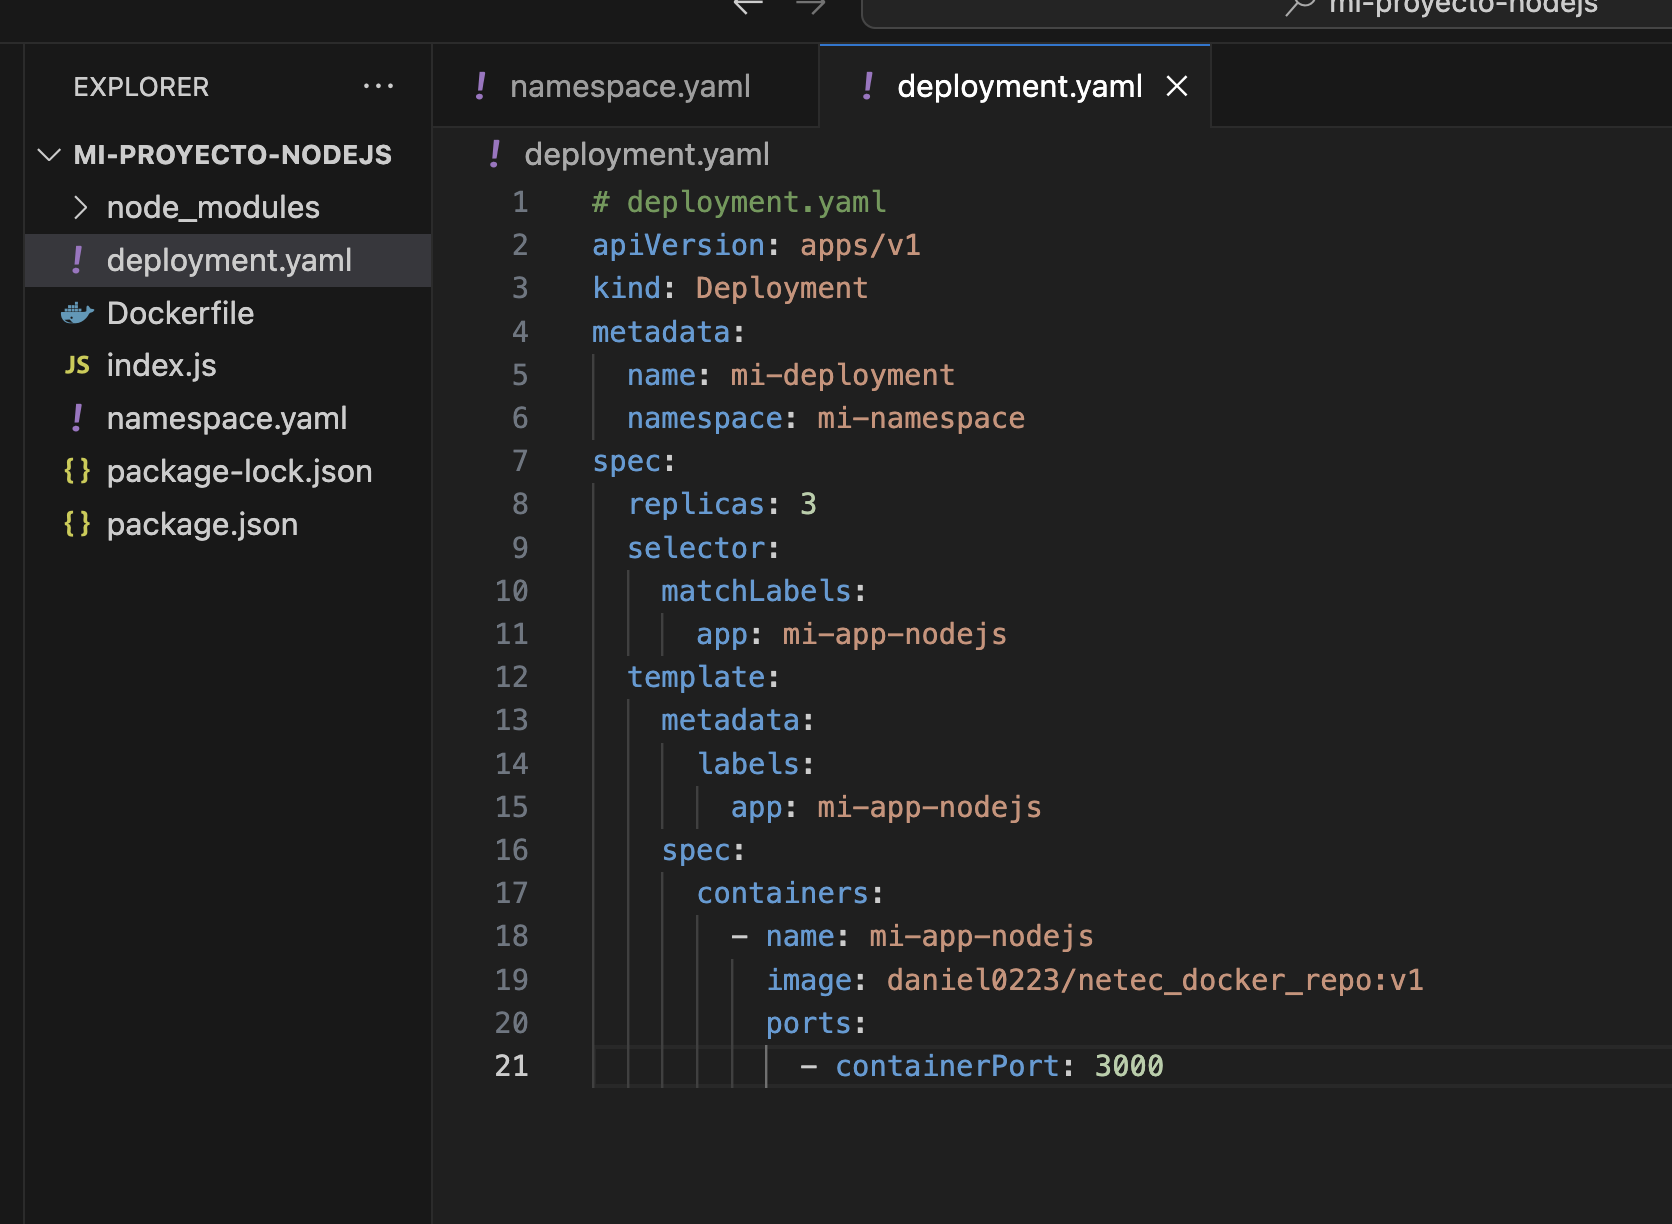 mi-proyecto-nodejs
EXPLORER ...
MI-PROYECTO-NODEJS
node_modules
! deployment.yaml
Dockerfile
JS index.js
! namespace.yaml
{} package-lock.json
{} package.json
! namespace.yaml
! deployment.yaml
! deployment.yaml
1 # deployment.yaml
2 apiVersion: apps/v1
3 kind: Deployment
4 metadata:
5   name: mi-deployment
6   namespace: mi-namespace
7 spec:
8   replicas: 3
9   selector:
10     matchLabels:
11       app: mi-app-nodejs
12   template:
13     metadata:
14       labels:
15         app: mi-app-nodejs
16     spec:
17       containers:
18         - name: mi-app-nodejs
19           image: daniel0223/netec_docker_repo:v1
20           ports:
21             - containerPort: 3000